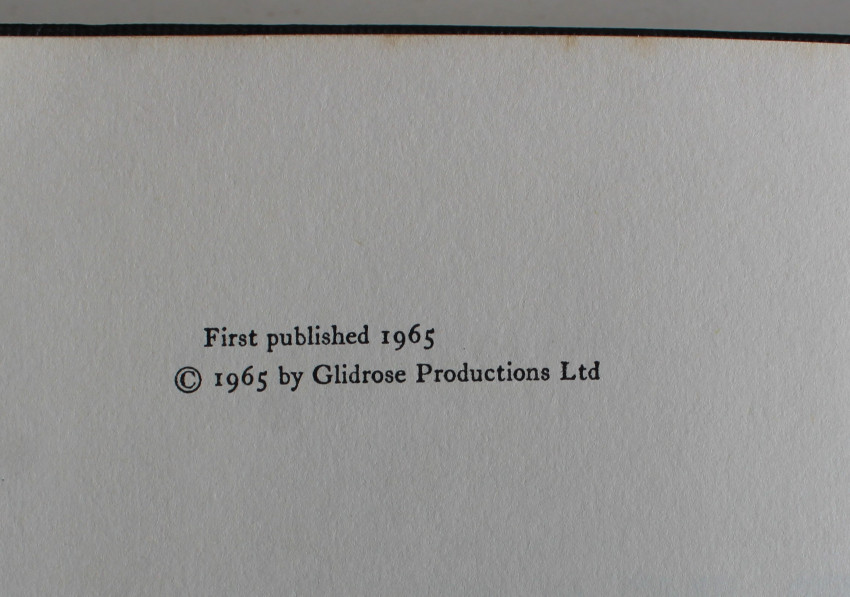 First published 1965
© 1965 by Glidrose Productions Ltd